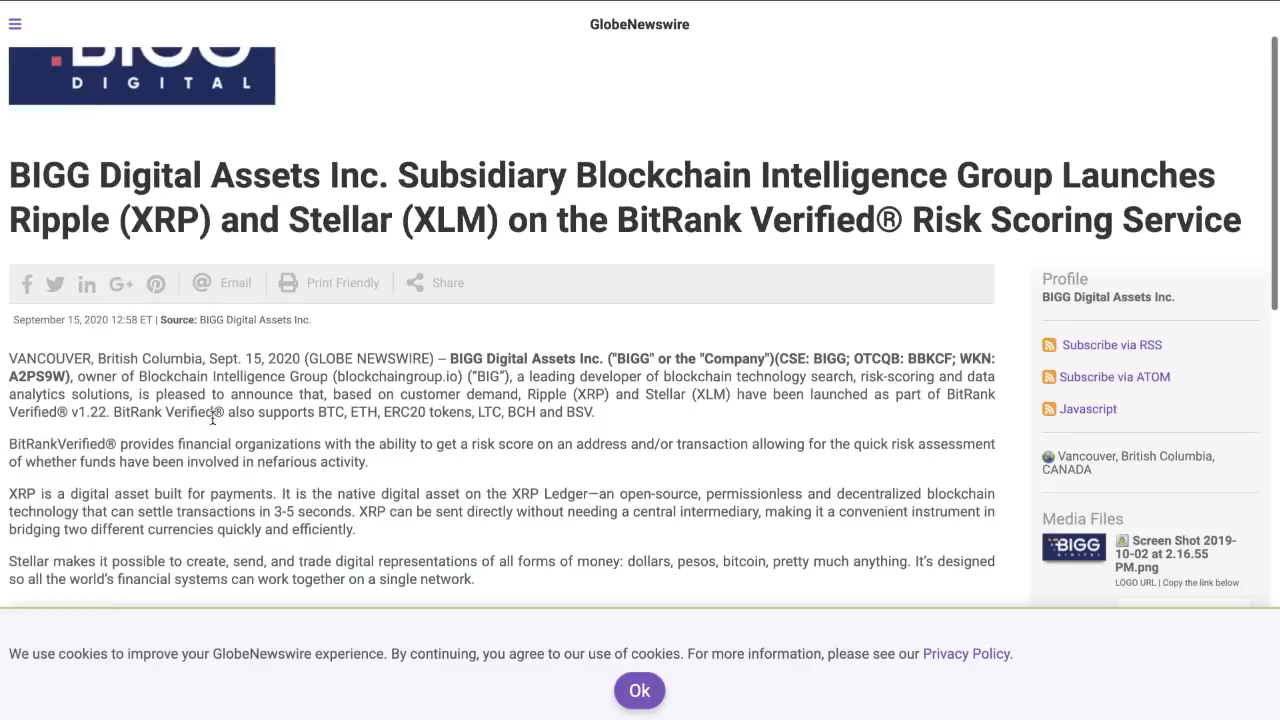 GlobeNewswire
.BIGG
DIGITAL
BIGG Digital Assets Inc. Subsidiary Blockchain Intelligence Group Launches
Ripple (XRP) and Stellar (XLM) on the BitRank Verified® Risk Scoring Service
Email Print Friendly Share
September 15, 2020 12:58 ET | Source: BIGG Digital Assets Inc.
VANCOUVER, British Columbia, Sept. 15, 2020 (GLOBE NEWSWIRE) -- BIGG Digital Assets Inc. ("BIGG" or the "Company")(CSE: BIGG; OTCQB: BBKCF; WKN:
A2PS9W), owner of Blockchain Intelligence Group (blockchaingroup.io) (“BIG”), a leading developer of blockchain technology search, risk-scoring and data
analytics solutions, is pleased to announce that, based on customer demand, Ripple (XRP) and Stellar (XLM) have been launched as part of BitRank
Verified® v1.22. BitRank Verified® also supports BTC, ETH, ERC20 tokens, LTC, BCH and BSV.
BitRankVerified® provides financial organizations with the ability to get a risk score on an address and/or transaction allowing for the quick risk assessment
of whether funds have been involved in nefarious activity.
XRP is a digital asset built for payments. It is the native digital asset on the XRP Ledger—an open-source, permissionless and decentralized blockchain
technology that can settle transactions in 3-5 seconds. XRP can be sent directly without needing a central intermediary, making it a convenient instrument in
bridging two different currencies quickly and efficiently.
Stellar makes it possible to create, send, and trade digital representations of all forms of money: dollars, pesos, bitcoin, pretty much anything. It’s designed
so all the world’s financial systems can work together on a single network.
Profile
BIGG Digital Assets Inc.
Subscribe via RSS
Subscribe via ATOM
Javascript
Vancouver, British Columbia,
CANADA
Media Files
.BIGG
Screen Shot 2019-
10-02 at 2.16.55
PM.png
LOGO URL | Copy the link below
We use cookies to improve your GlobeNewswire experience. By continuing, you agree to our use of cookies. For more information, please see our Privacy Policy.
Ok